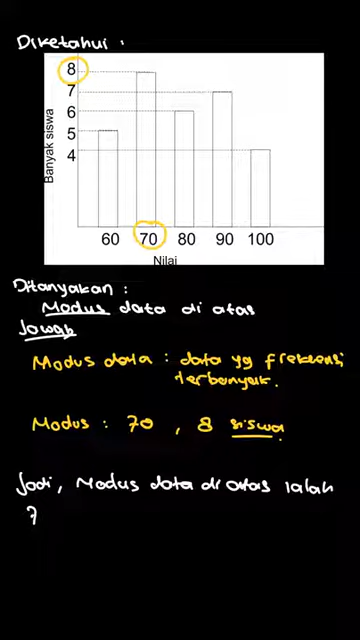 Diketahui :
8
7
6
5
4
Banyak siswa
60 70 80 90 100
Nilai
Ditanyakan :
Modus data di atas
Jawab
Modus data : data yg frekuensi
terbanyak.
Modus : 70 , 8 siswa
Jadi, Modus data di atas ialah
7